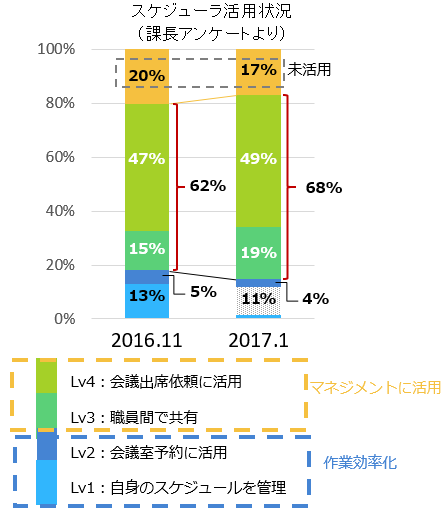 スケジューラ活用状況
（課長アンケートより）
100%
20%
17%
未活用
80%
47%
49%
62%
68%
60%
40%
15%
19%
20%
13%
5%
11%
4%
0%
2016.11
2017.1
Lv4：会議出席依頼に活用
マネジメントに活用
Lv3：職員間で共有
Lv2：会議室予約に活用
作業効率化
Lv1：自身のスケジュールを管理